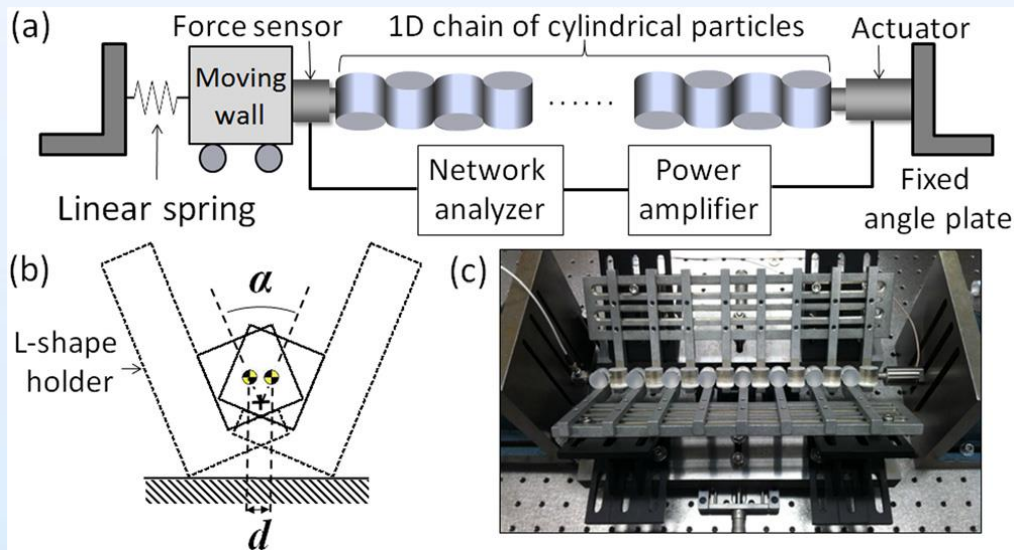 (a)
Force sensor
1D chain of cylindrical particles
Actuator
Moving
wall
......
Linear spring
Network
analyzer
Power
amplifier
Fixed
angle plate
(b)
α
L-shape
holder
d
(c)